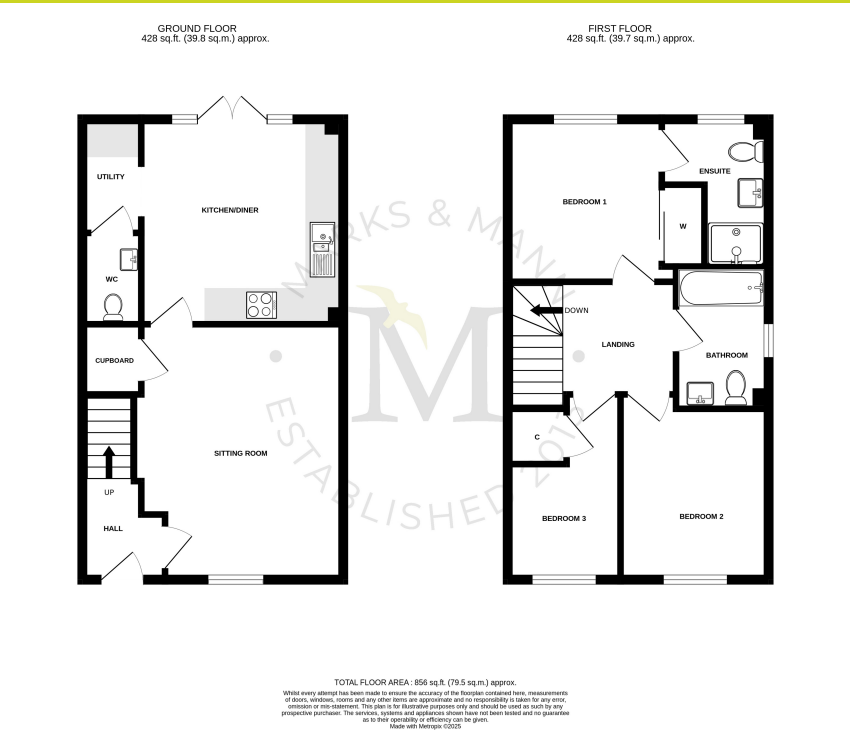 GROUND FLOOR
428 sq.ft. (39.8 sq.m.) approx.
FIRST FLOOR
428 sq.ft. (39.7 sq.m.) approx.
UTILITY
KITCHEN/DINER
WC
CUPBOARD
SITTING ROOM
UP
HALL
BEDROOM 1
ENSUITE
W
DOWN
LANDING
BATHROOM
C
BEDROOM 3
BEDROOM 2
MARKS & MANN
M
ESTABLISHED
TOTAL FLOOR AREA : 856 sq.ft. (79.5 sq.m.) approx.
Whilst every attempt has been made to ensure the accuracy of the floorplan contained here, measurements
of doors, windows, rooms and any other items are approximate and no responsibility is taken for any error,
omission or mis-statement. This plan is for illustrative purposes only and should be used as such by any
prospective purchaser. The services, systems and appliances shown have not been tested and no guarantee
as to their operability or efficiency can be given.
Made with Metropix ©2025